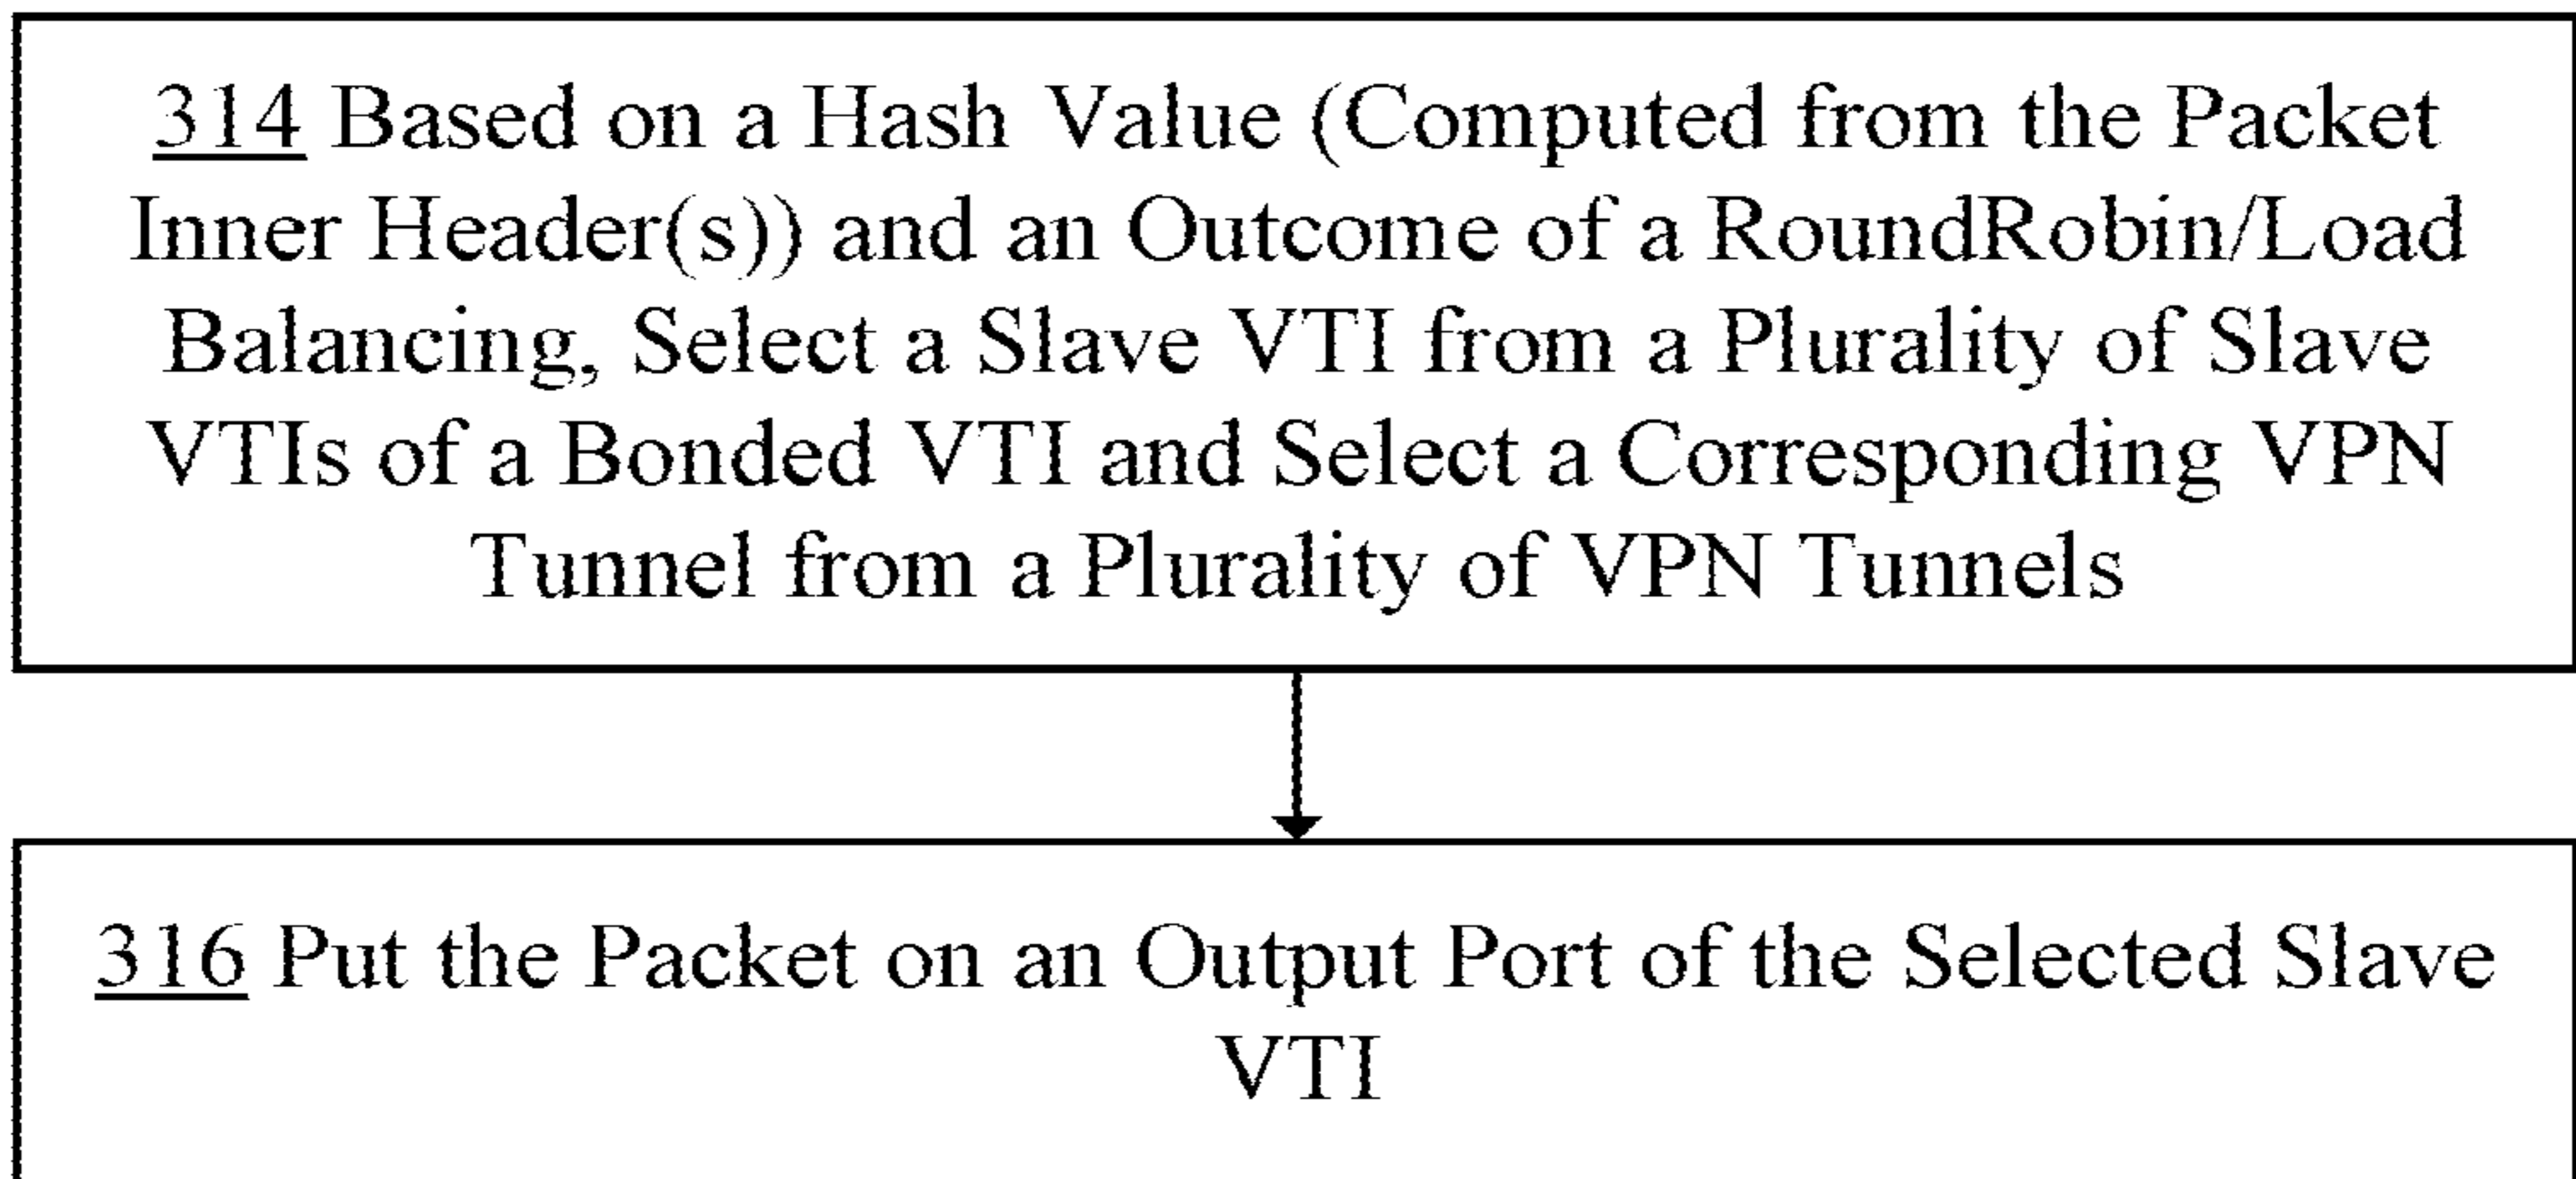 314 Based on a Hash Value (Computed from the Packet
Inner Header(s)) and an Outcome of a RoundRobin/Load
Balancing, Select a Slave VTI from a Plurality of Slave
VTIs of a Bonded VTI and Select a Corresponding VPN
Tunnel from a Plurality of VPN Tunnels
316 Put the Packet on an Output Port of the Selected Slave
VTI